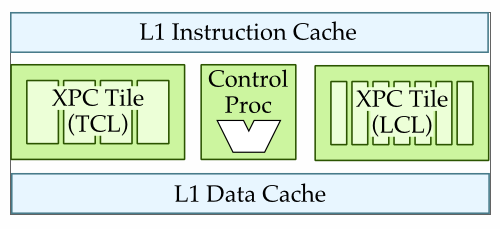 L1 Instruction Cache
XPC Tile
(TCL)
Control
Proc
XPC Tile
(LCL)
L1 Data Cache